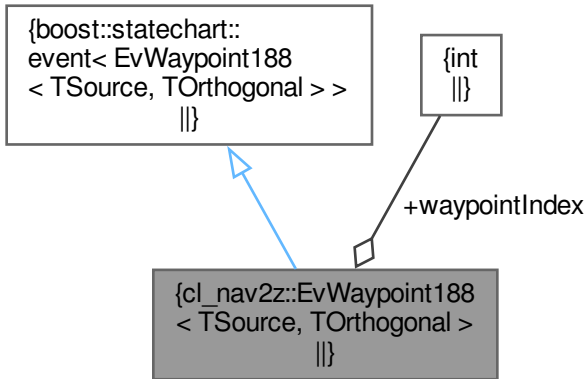 {boost::statechart::
event< EvWaypoint188
< TSource, TOrthogonal > >
||}
{int
||}
+waypointIndex
{cl_nav2z::EvWaypoint188
< TSource, TOrthogonal >
||}